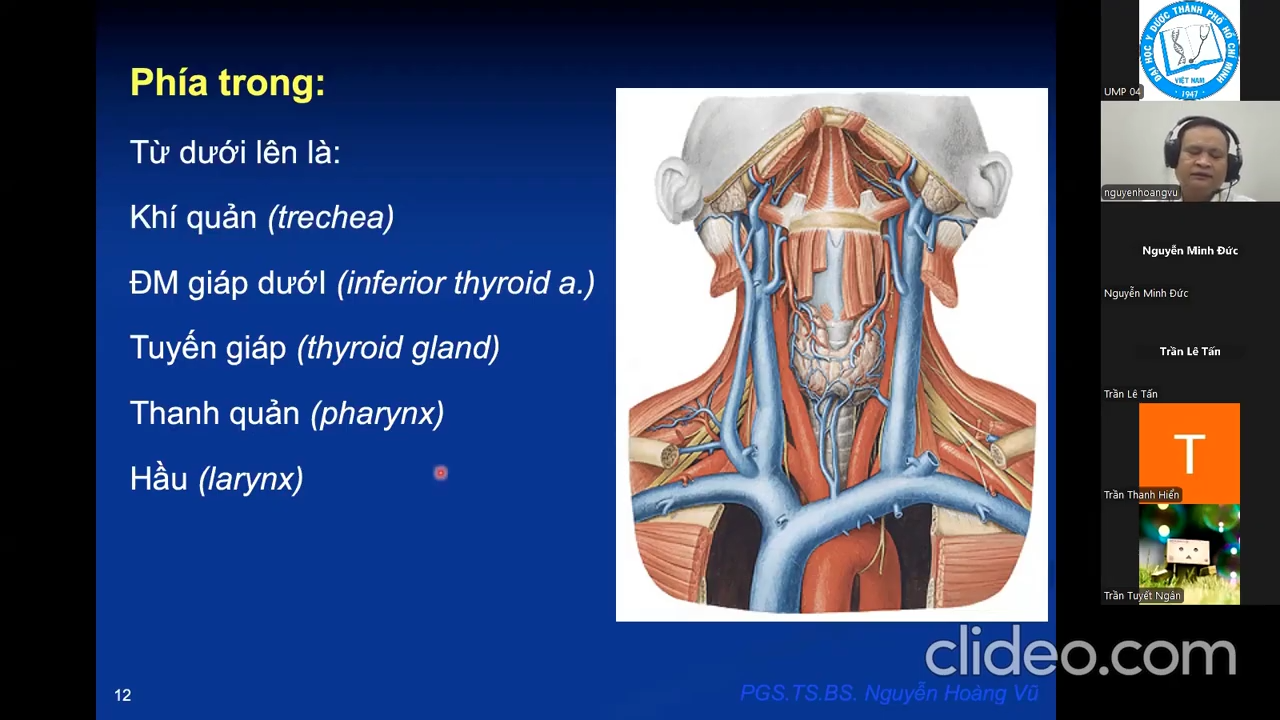 Phía trong:
Từ dưới lên là:
Khí quản (trechea)
ĐM giáp dướI (inferior thyroid a.)
Tuyến giáp (thyroid gland)
Thanh quản (pharynx)
Hầu (larynx)
12
PGS.TS.BS. Nguyễn Hoàng Vũ
ĐẠI HỌC Y DƯỢC THÀNH PHỐ HỒ CHÍ MINH
VIỆT NAM
1947
UMP 04
nguyenhoangvu
Nguyễn Minh Đức
Nguyễn Minh Đức
Trần Lê Tấn
Trần Lê Tấn
T
Trần Thanh Hiển
Trần Tuyết Ngân
clideo.com